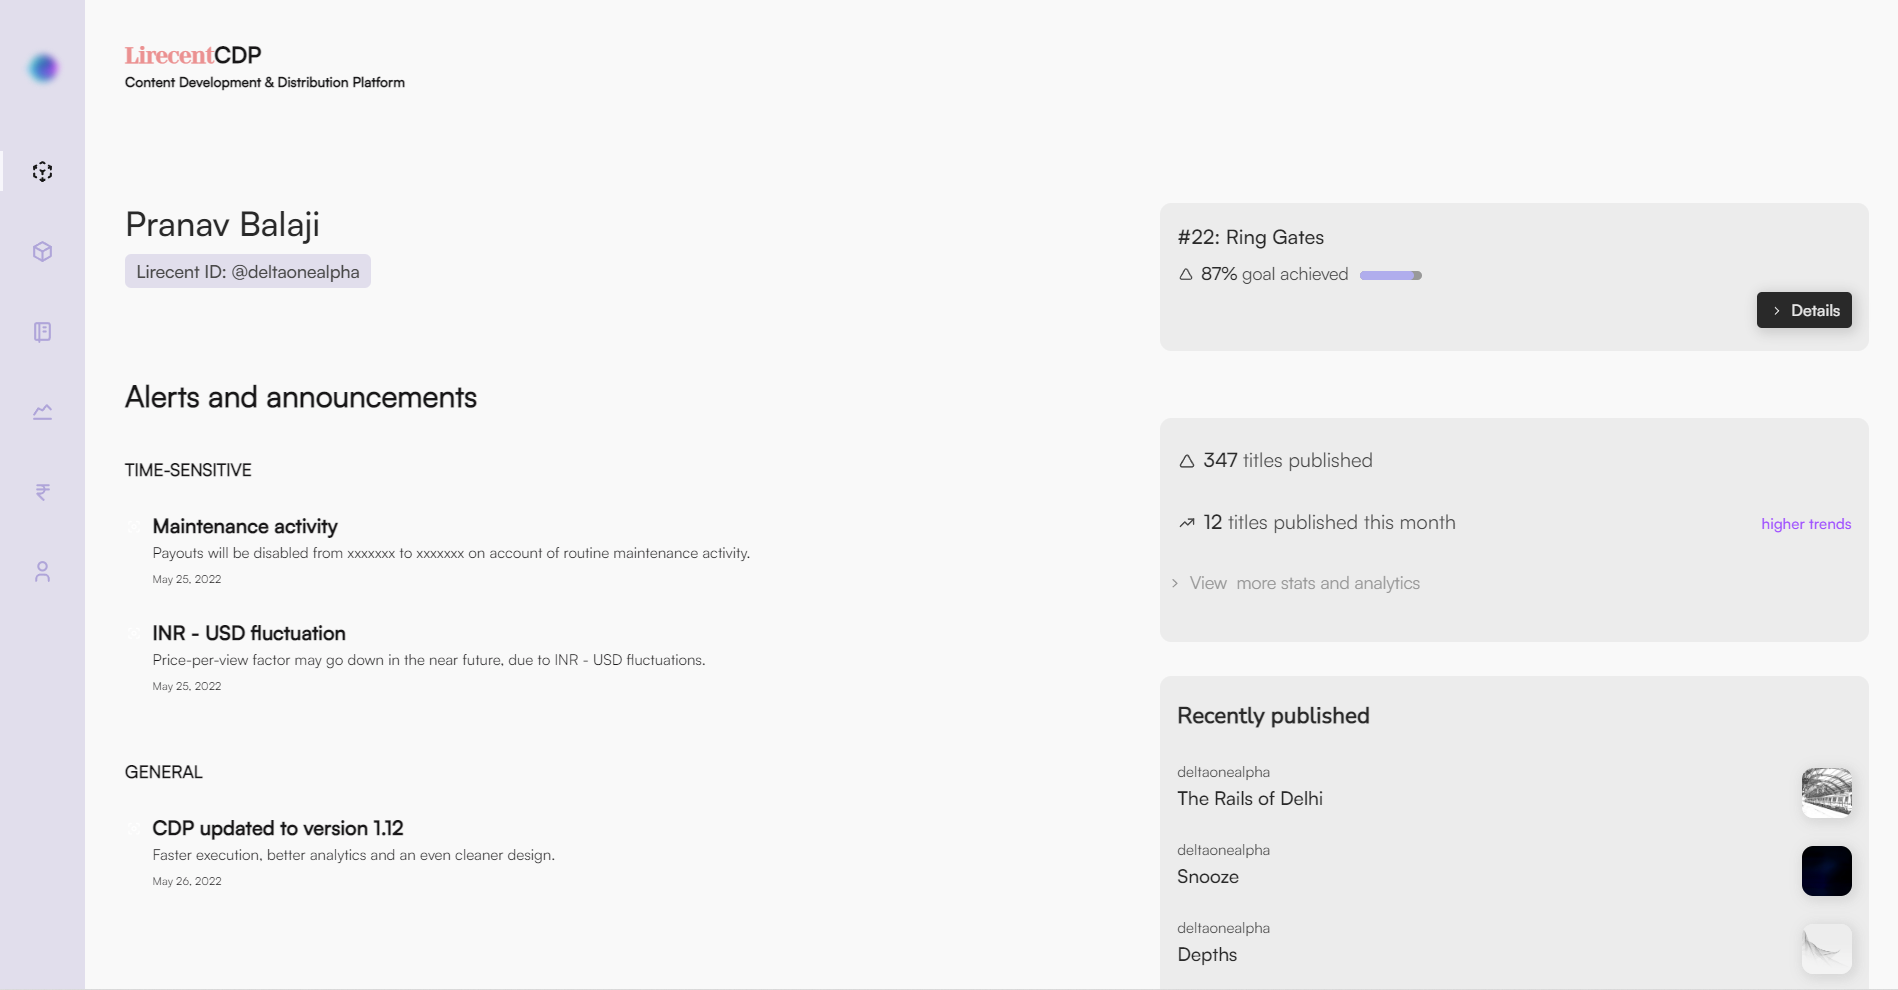 LirecentCDP
Content Development & Distribution Platform
Pranav Balaji
Lirecent ID: @deltaonealpha
Alerts and announcements
TIME-SENSITIVE
Maintenance activity
Payouts will be disabled from xxxxxxx to xxxxxxx on account of routine maintenance activity.
May 25, 2022
INR - USD fluctuation
Price-per-view factor may go down in the near future, due to INR - USD fluctuations.
May 25, 2022
GENERAL
CDP updated to version 1.12
Faster execution, better analytics and an even cleaner design.
May 26, 2022
#22: Ring Gates
87% goal achieved
Details
347 titles published
12 titles published this month
higher trends
View more stats and analytics
Recently published
deltaonealpha
The Rails of Delhi
deltaonealpha
Snooze
deltaonealpha
Depths